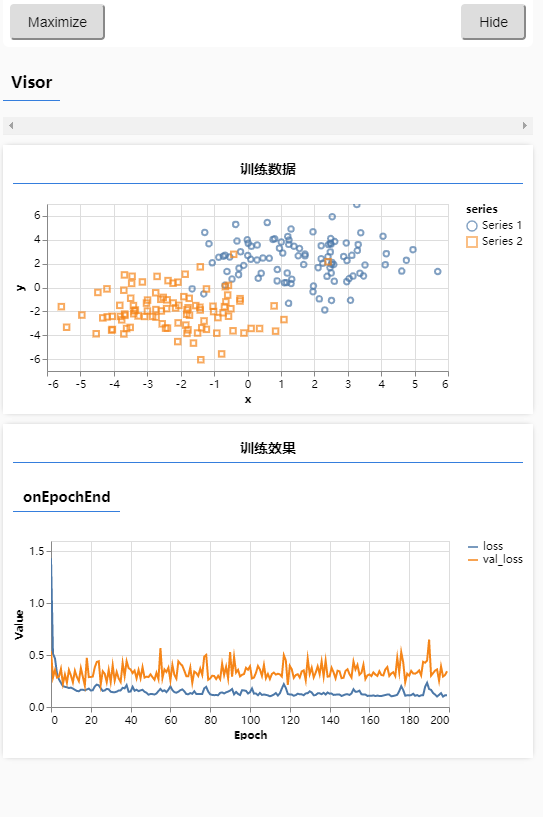 Maximize Hide
Visor
训练数据
series
Series 1
Series 2
6
4
2
0
-2
-4
-6
y
-6 -5 -4 -3 -2 -1 0 1 2 3 4 5 6
x
训练效果
onEpochEnd
loss
val_loss
1.5
1.0
0.5
0.0
Value
0 20 40 60 80 100 120 140 160 180 200
Epoch